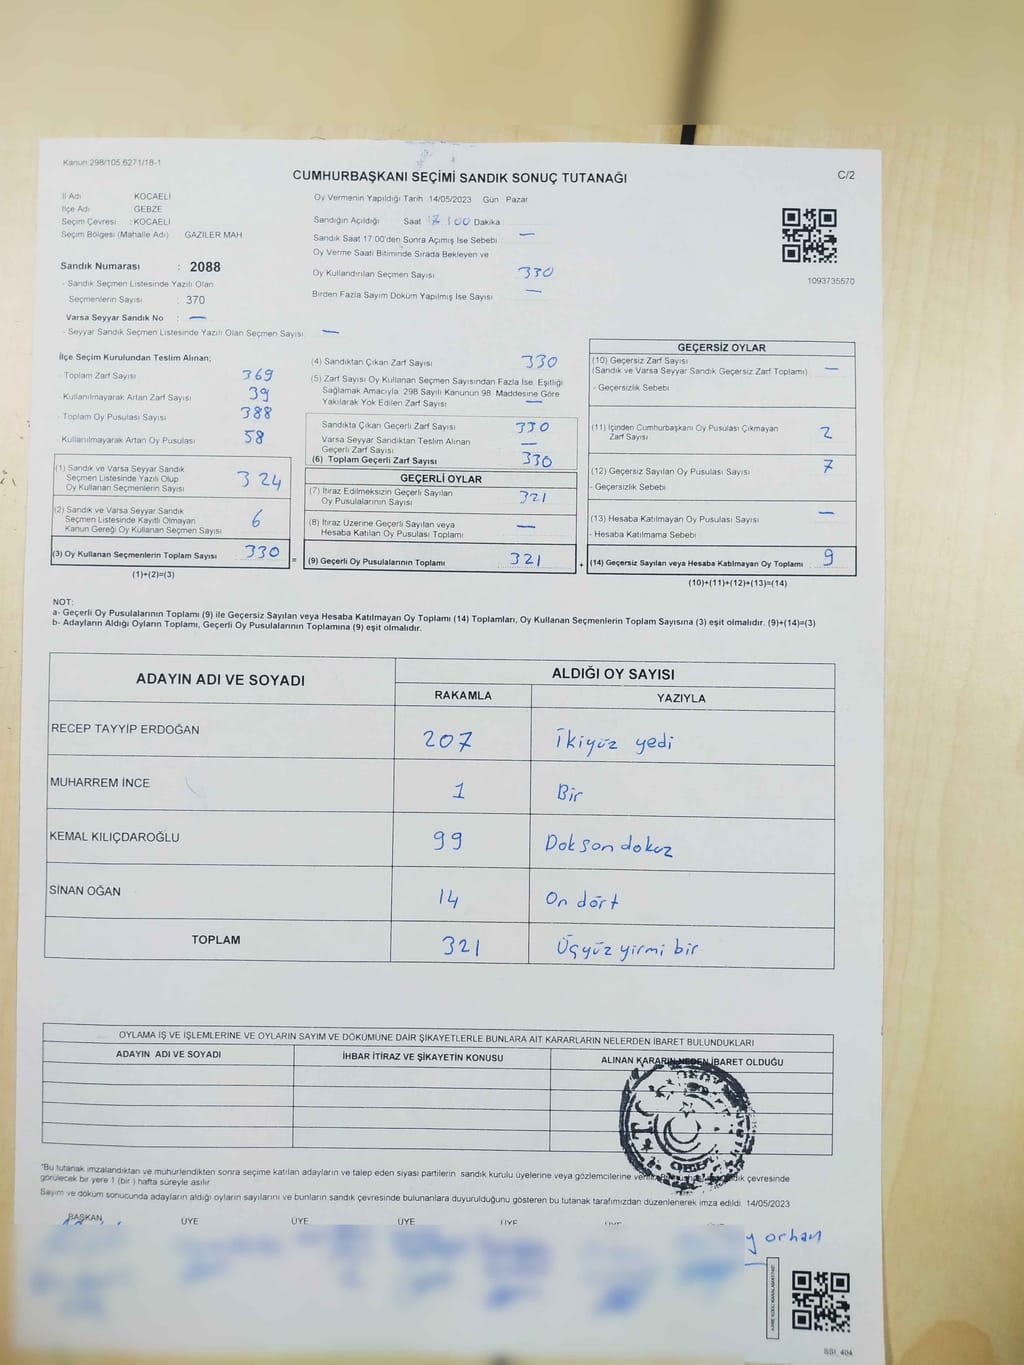 Kanun 298/105.6271/18-1
CUMHURBAŞKANI SEÇİMİ SANDIK SONUÇ TUTANAĞI
C/2
İl Adı : KOCAELİ
İlçe Adı : GEBZE
Seçim Çevresi : KOCAELİ
Seçim Bölgesi (Mahalle Adı) GAZİLER MAH
Sandık Numarası : 2088
- Sandık Seçmen Listesinde Yazılı Olan
Seçmenlerin Sayısı : 370
Varsa Seyyar Sandık No : —
- Seyyar Sandık Seçmen Listesinde Yazılı Olan Seçmen Sayısı : —
Oy Vermenin Yapıldığı Tarih 14/05/2023 Gün Pazar
Sandığın Açıldığı Saat Dakika
Sandık Saat 17.00'den Sonra Açımış İse Sebebi —
Oy Verme Saati Bitiminde Sırada Bekleyen ve
Oy Kullandırılan Seçmen Sayısı 330
Birden Fazla Sayım Döküm Yapılmış İse Sayısı —
1093735570
İlçe Seçim Kurulundan Teslim Alınan;
- Toplam Zarf Sayısı 369
- Kullanılmayarak Artan Zarf Sayısı 39
- Toplam Oy Pusulası Sayısı 388
- Kullanılmayarak Artan Oy Pusulası 58
(1) Sandık ve Varsa Seyyar Sandık
Seçmen Listesinde Yazılı Olup
Oy Kullanan Seçmenlerin Sayısı 324
(2) Sandık ve Varsa Seyyar Sandık
Seçmen Listesinde Kayıtlı Olmayan
Kanun Gereği Oy Kullanan Seçmen Sayısı 6
(3) Oy Kullanan Seçmenlerin Toplam Sayısı 330
(1)+(2)=(3)
(4) Sandıktan Çıkan Zarf Sayısı 330
(5) Zarf Sayısı Oy Kullanan Seçmen Sayısından Fazla İse, Eşitliği
Sağlamak Amacıyla 298 Sayılı Kanunun 98. Maddesine Göre
Yakılarak Yok Edilen Zarf Sayısı —
Sandıkta Çıkan Geçerli Zarf Sayısı 330
Varsa Seyyar Sandıktan Teslim Alınan
Geçerli Zarf Sayısı —
(6) Toplam Geçerli Zarf Sayısı 330
GEÇERLİ OYLAR
(7) İtiraz Edilmeksizin Geçerli Sayılan
Oy Pusulalarının Sayısı 321
(8) İtiraz Üzerine Geçerli Sayılan veya
Hesaba Katılan Oy Pusulası Toplamı —
=
(9) Geçerli Oy Pusulalarının Toplamı 321
+
GEÇERSİZ OYLAR
(10) Geçersiz Zarf Sayısı
(Sandık ve Varsa Seyyar Sandık Geçersiz Zarf Toplamı) —
- Geçersizlik Sebebi
(11) İçinden Cumhurbaşkanı Oy Pusulası Çıkmayan
Zarf Sayısı 2
(12) Geçersiz Sayılan Oy Pusulası Sayısı 7
- Geçersizlik Sebebi
(13) Hesaba Katılmayan Oy Pusulası Sayısı —
- Hesaba Katılmama Sebebi
(14) Geçersiz Sayılan veya Hesaba Katılmayan Oy Toplamı 9
(10)+(11)+(12)+(13)=(14)
NOT:
a- Geçerli Oy Pusulalarının Toplamı (9) ile Geçersiz Sayılan veya Hesaba Katılmayan Oy Toplamı (14) Toplamları, Oy Kullanan Seçmenlerin Toplam Sayısına (3) eşit olmalıdır. (9)+(14)=(3)
b- Adayların Aldığı Oyların Toplamı, Geçerli Oy Pusulalarının Toplamına (9) eşit olmalıdır.
ADAYIN ADI VE SOYADI
ALDIĞI OY SAYISI
RAKAMLA YAZIYLA
RECEP TAYYİP ERDOĞAN 207 İkiyüz yedi
MUHARREM İNCE 1 Bir
KEMAL KILIÇDAROĞLU 99 Doksan dokuz
SİNAN OĞAN 14 On dört
TOPLAM 321 Üçyüz yirmi bir
OYLAMA İŞ VE İŞLEMLERİNE VE OYLARIN SAYIM VE DÖKÜMÜNE DAİR ŞİKAYETLERLE BUNLARA AİT KARARLARIN NELERDEN İBARET BULUNDUKLARI
ADAYIN ADI VE SOYADI İHBAR İTİRAZ VE ŞİKAYETİN KONUSU ALINAN KARARIN NEDEN İBARET OLDUĞU
*Bu tutanak imzalandıktan ve mühürlendikten sonra seçime katılan adayların ve talep eden siyasi partilerin sandık kurulu üyelerine veya gözlemcilerine
görülecek bir yere 1 (bir) hafta süreyle asılır
Sayım ve döküm sonucunda adayların aldığı oyların sayılarını ve bunların sandık çevresinde bulunanlara duyurulduğunu gösteren bu tutanak tarafımızdan düzenlenerek imza edildi 14/05/2023
BAŞKAN ÜYE ÜYE ÜYE ÜYE ÜYE
orhan
SSI_404